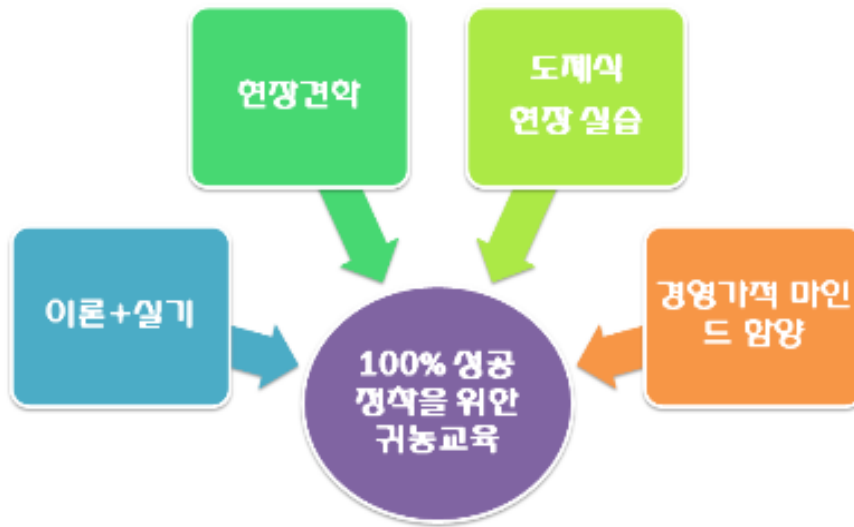 현장견학
도제식
현장 실습
이론+실기
경영가적 마인
드 함양
100% 성공
정착을 위한
귀농교육